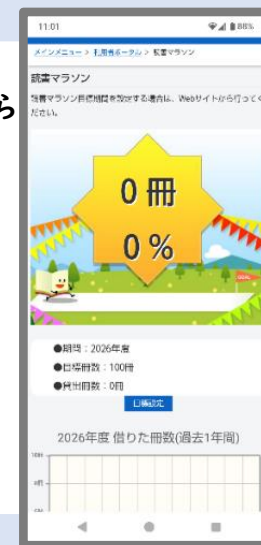 11:01
88%
メインメニュー > 利用者ポータル > 読書マラソン
読書マラソン
読書マラソン目標期間を設定する場合は、Webサイトから行ってく
ださい。
ら
0 冊
0 %
●期間：2026年度
●目標冊数：100冊
●貸出冊数：0冊
目標設定
2026年度 借りた冊数(過去1年間)